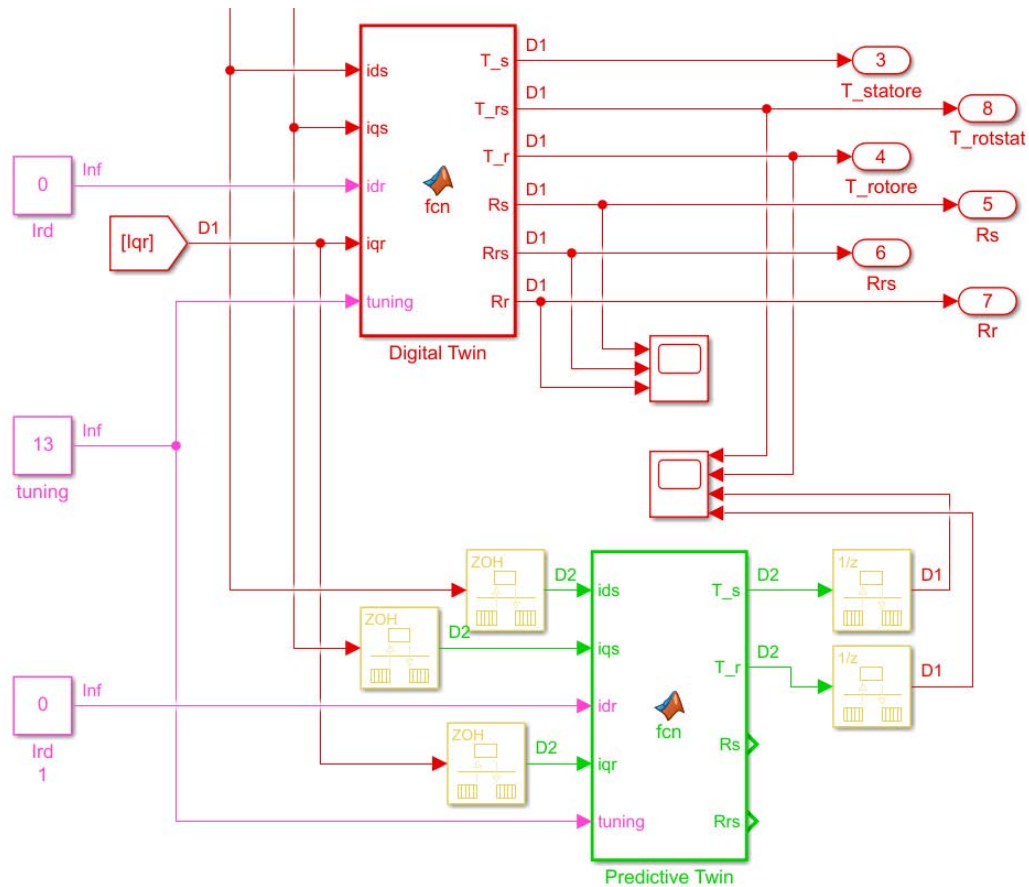 D1
T_s
3
T_statore
ids
D1
T_rs
8
T_rotstat
iqs
D1
T_r
4
T_rotore
0
Inf
idr
fcn
D1
Rs
5
Rs
Ird
[Iqr]
D1
iqr
D1
Rrs
6
Rrs
tuning
D1
Rr
7
Rr
Digital Twin
13
Inf
tuning
ZOH
D2
ids
T_s
D2
1/z
D1
ZOH
D2
iqs
T_r
D2
1/z
D1
0
Inf
idr
fcn
Ird
1
ZOH
D2
iqr
Rs
tuning
Rrs
Predictive Twin